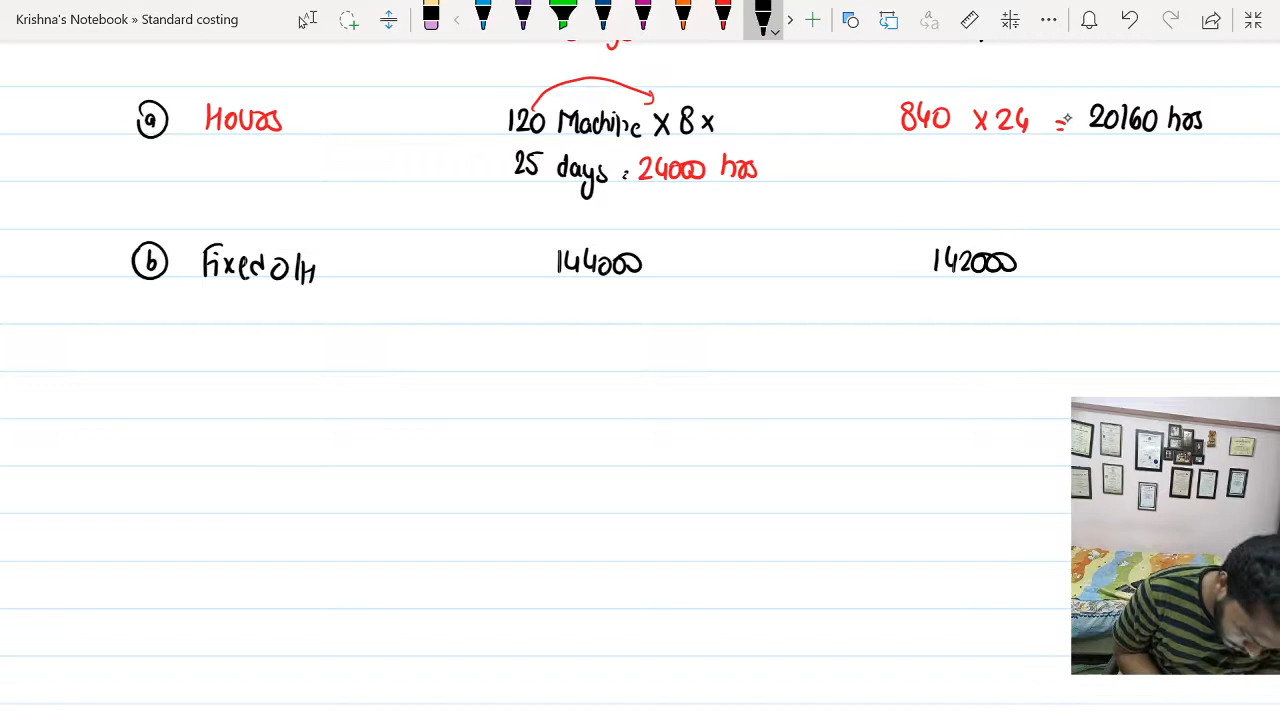 Krishna's Notebook » Standard costing
ⓐ Hours 120 Machine × 8 × 840 × 24 = 20160 hrs
25 days = 24000 hrs
ⓑ Fixed O/H 144000 142000